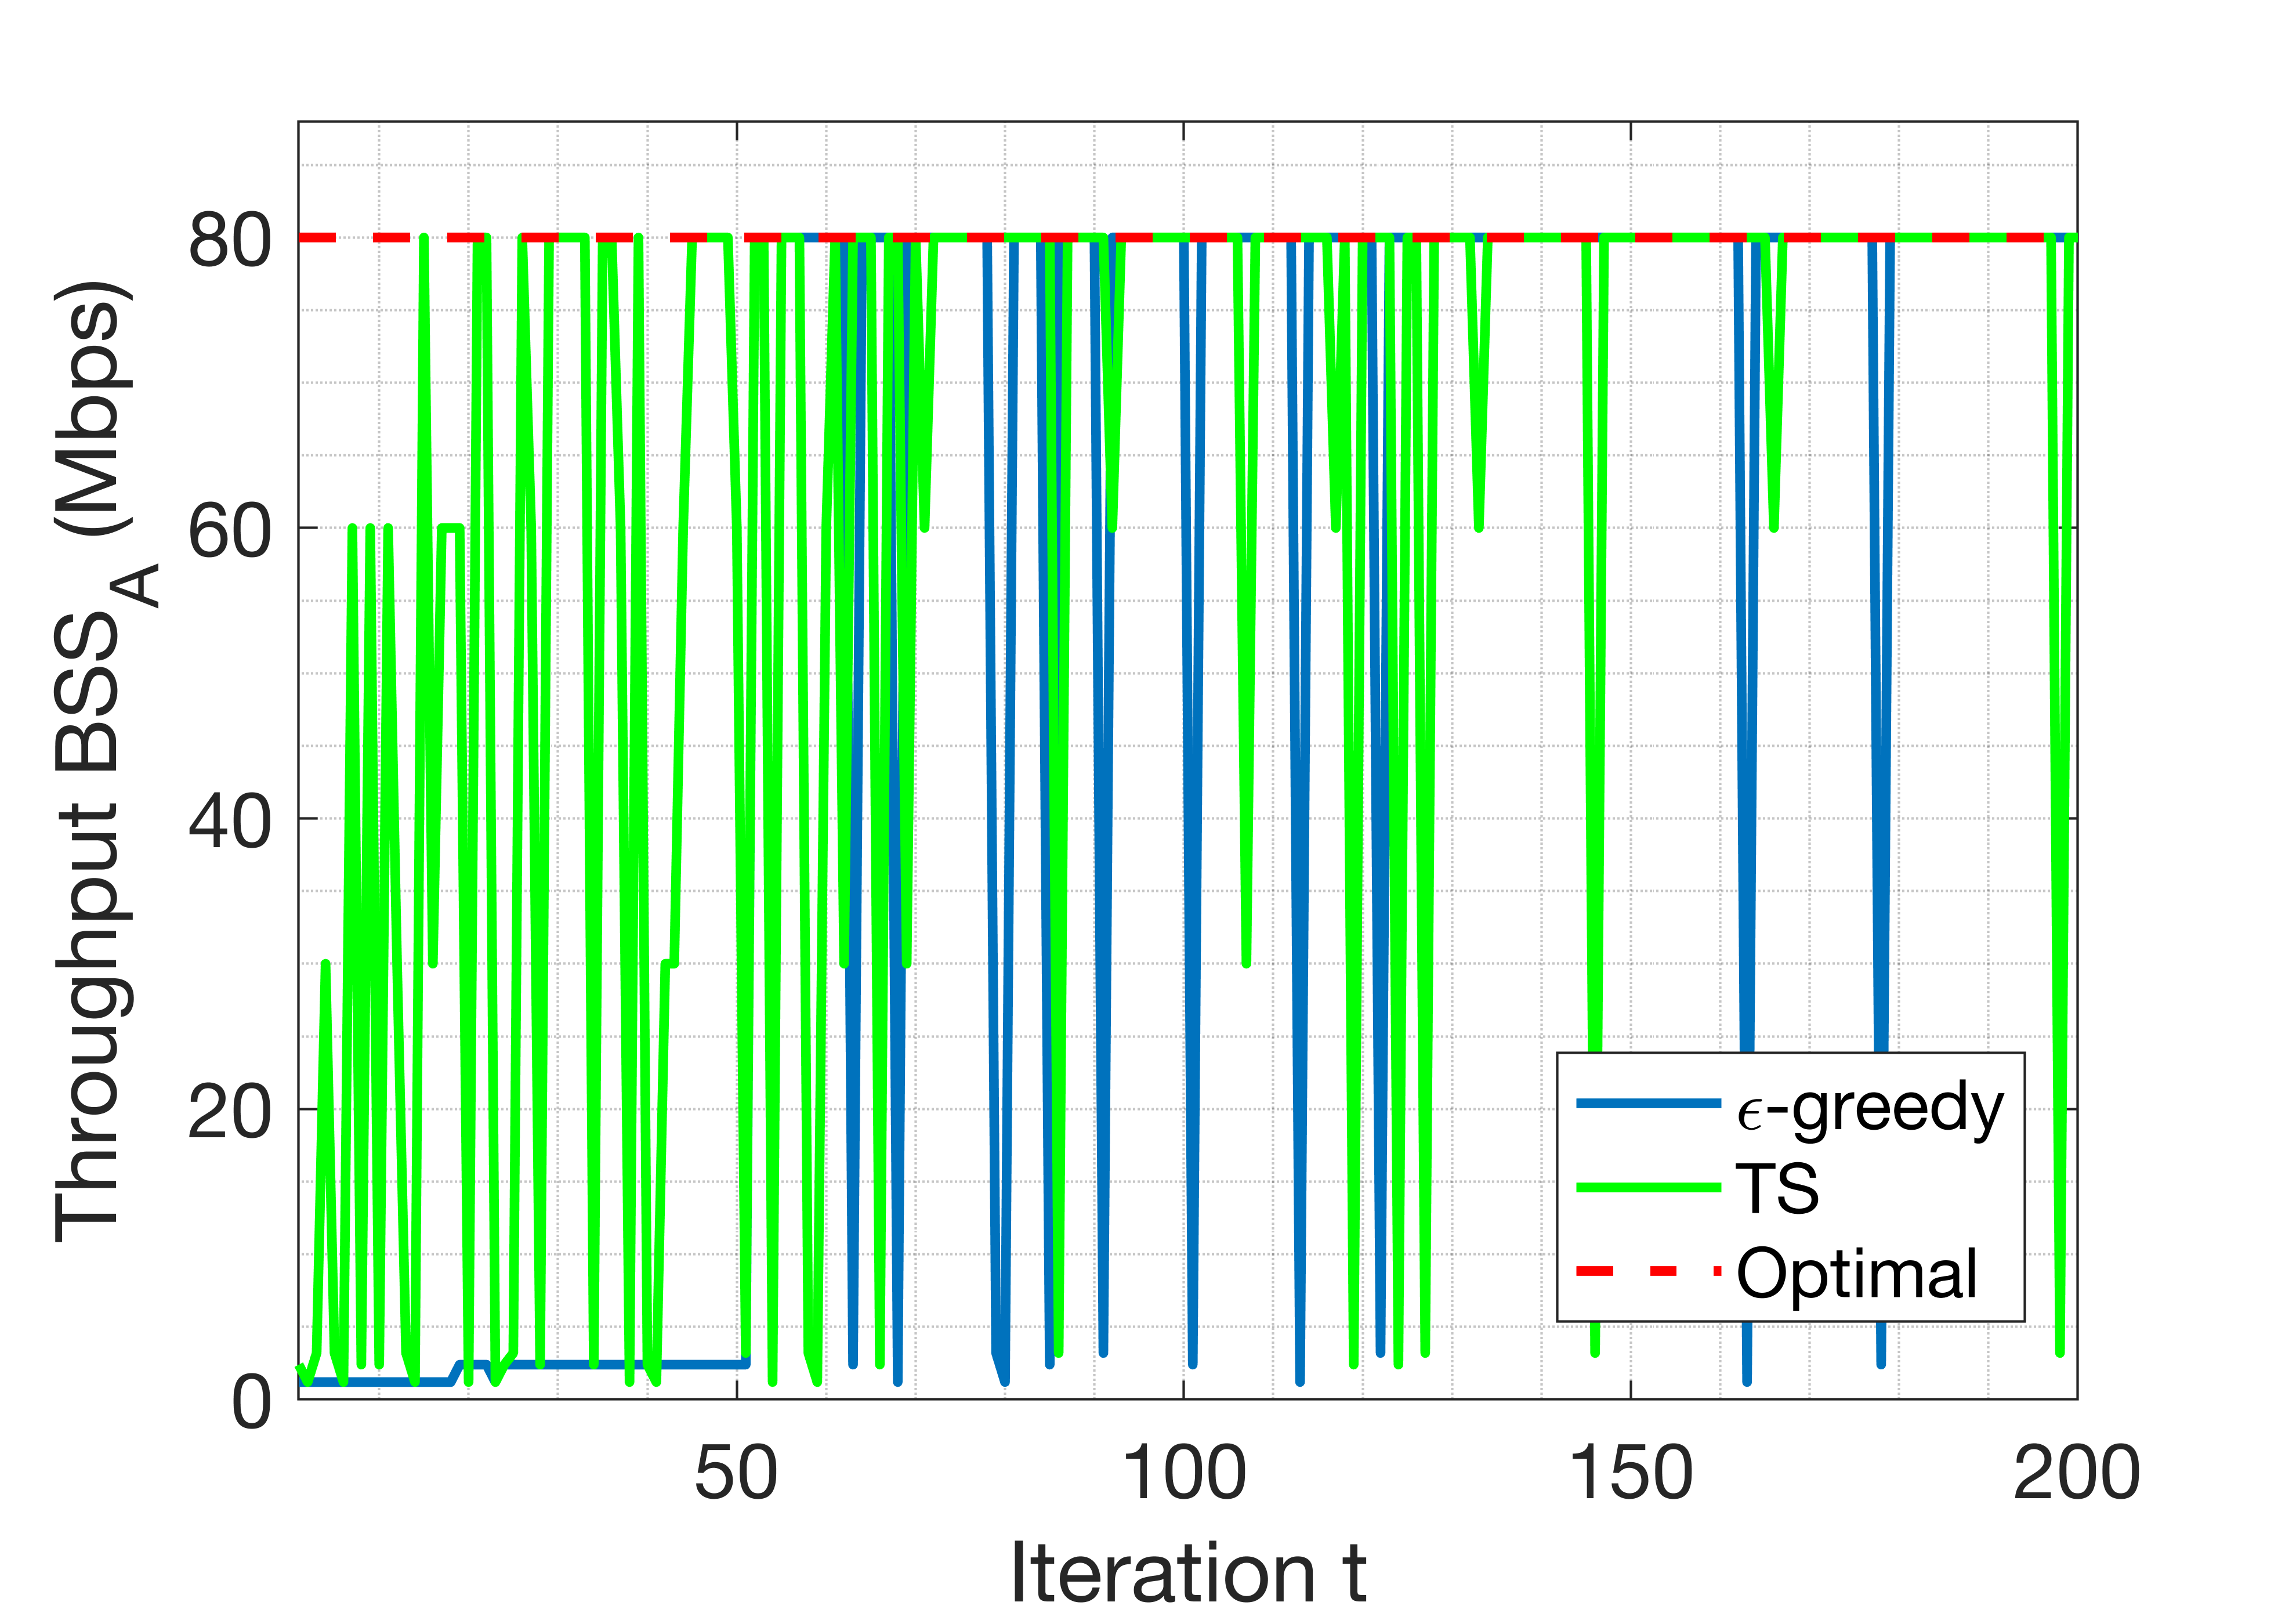 Throughput BSS_A (Mbps)
80
60
40
20
0
50 100 150 200
Iteration t
ϵ-greedy
TS
Optimal